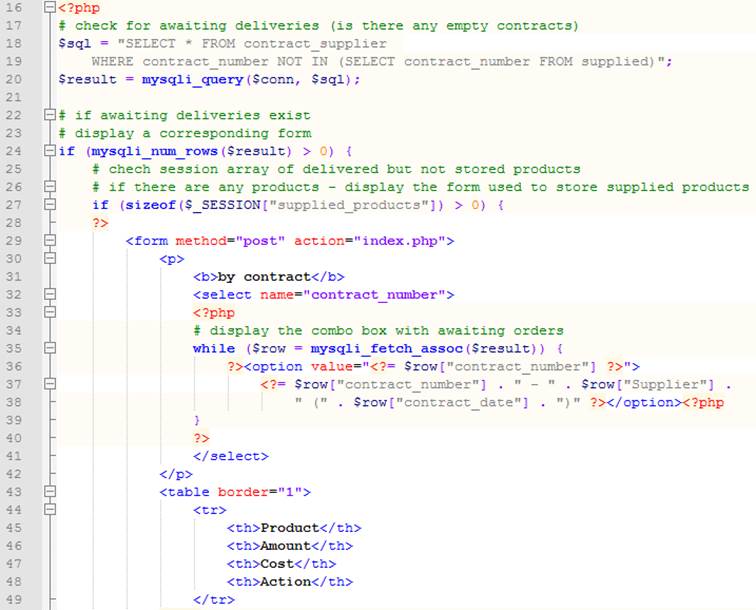 16 <?php
17 # check for awaiting deliveries (is there any empty contracts)
18 $sql = "SELECT * FROM contract_supplier
19 WHERE contract_number NOT IN (SELECT contract_number FROM supplied)";
20 $result = mysqli_query($conn, $sql);
21
22 # if awaiting deliveries exist
23 # display a corresponding form
24 if (mysqli_num_rows($result) > 0) {
25 # chech session array of delivered but not stored products
26 # if there are any products - display the form used to store supplied products
27 if (sizeof($_SESSION["supplied_products"]) > 0) {
28 ?>
29 <form method="post" action="index.php">
30 <p>
31 <b>by contract</b>
32 <select name="contract_number">
33 <?php
34 # display the combo box with awaiting orders
35 while ($row = mysqli_fetch_assoc($result)) {
36 ?><option value="<?= $row["contract_number"] ?>">
37 <?= $row["contract_number"] . " - " . $row["Supplier"] .
38 " (" . $row["contract_date"] . ")" ?></option><?php
39 }
40 ?>
41 </select>
42 </p>
43 <table border="1">
44 <tr>
45 <th>Product</th>
46 <th>Amount</th>
47 <th>Cost</th>
48 <th>Action</th>
49 </tr>